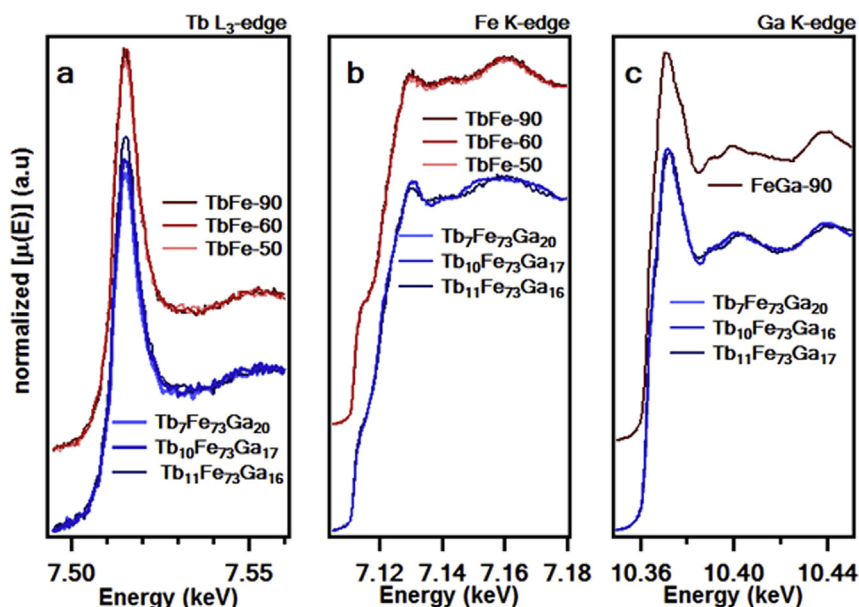 Tb L₃-edge
Fe K-edge
Ga K-edge
normalized [μ(E)] (a.u)
a
TbFe-90
TbFe-60
TbFe-50
Tb₇Fe₇₃Ga₂₀
Tb₁₀Fe₇₃Ga₁₇
Tb₁₁Fe₇₃Ga₁₆
7.50
7.55
Energy (keV)
b
TbFe-90
TbFe-60
TbFe-50
Tb₇Fe₇₃Ga₂₀
Tb₁₀Fe₇₃Ga₁₇
Tb₁₁Fe₇₃Ga₁₆
7.12
7.14
7.16
7.18
Energy (keV)
c
FeGa-90
Tb₇Fe₇₃Ga₂₀
Tb₁₀Fe₇₃Ga₁₆
Tb₁₁Fe₇₃Ga₁₇
10.36
10.40
10.44
Energy (keV)